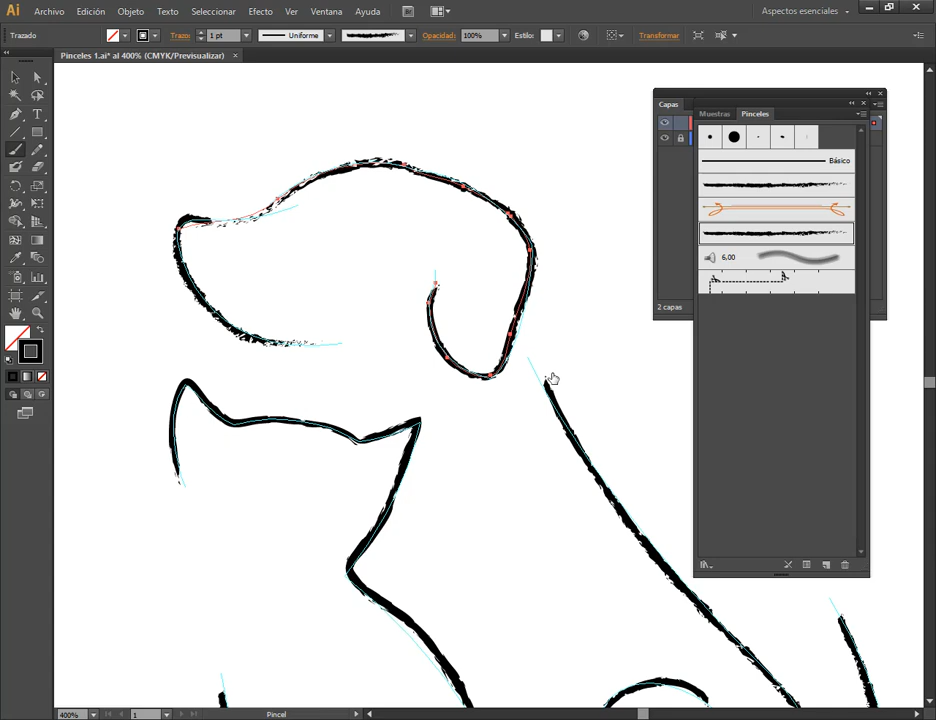 Ai Archivo Edición Objeto Texto Seleccionar Efecto Ver Ventana Ayuda Br Aspectos esenciales
Trazado Trazo: 1 pt Uniforme Opacidad: 100% Estilo: Transformar
Pinceles 1.ai* al 400% (CMYK/Previsualizar)
Capas
Muestras Pinceles
Básico
6,00
2 capas
400% 1 Pincel